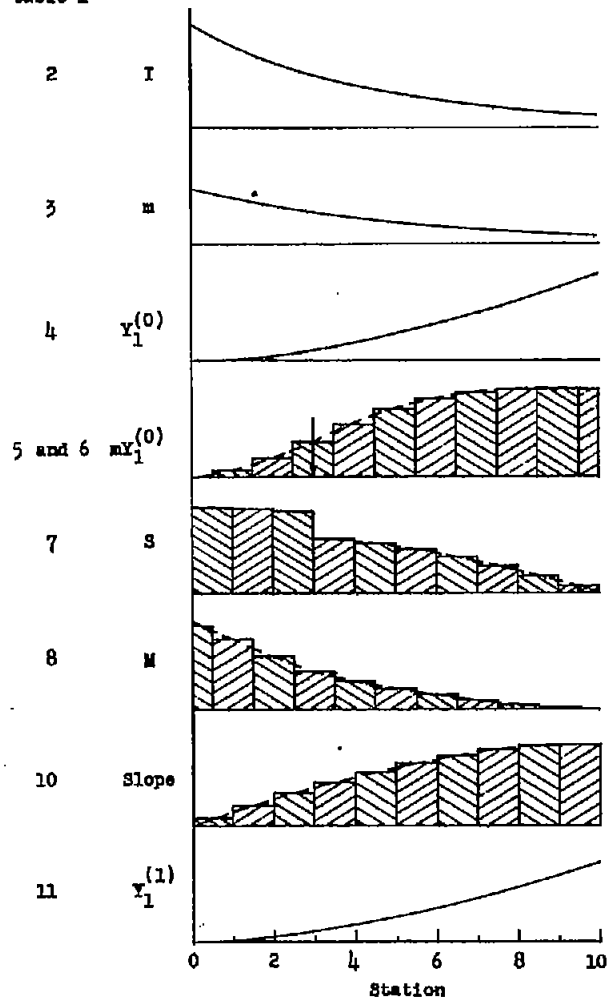 2 I
3 m
4 Y₁⁽⁰⁾
5 and 6 mY₁⁽⁰⁾
7 S
8 M
10 Slope
11 Y₁⁽¹⁾
0 2 4 6 8 10
Station